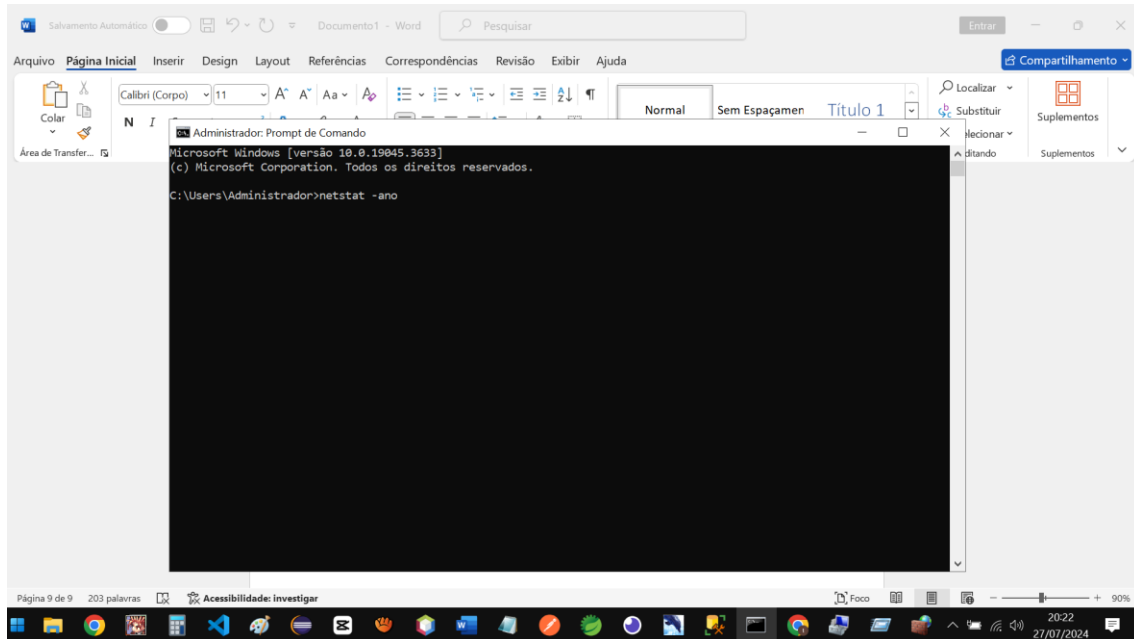 Salvamento Automático Documento1 - Word Pesquisar Entrar
Arquivo Página Inicial Inserir Design Layout Referências Correspondências Revisão Exibir Ajuda Compartilhamento
Colar
Calibri (Corpo) 11 Aa
N I
Normal Sem Espaçamen Título 1
Localizar
Substituir
Suplementos
Área de Transfer... Suplementos
Administrador: Prompt de Comando
Microsoft Windows [versão 10.0.19045.3633]
(c) Microsoft Corporation. Todos os direitos reservados.
C:\Users\Administrador>netstat -ano
Página 9 de 9 203 palavras Acessibilidade: investigar Foco 90%
20:22
27/07/2024